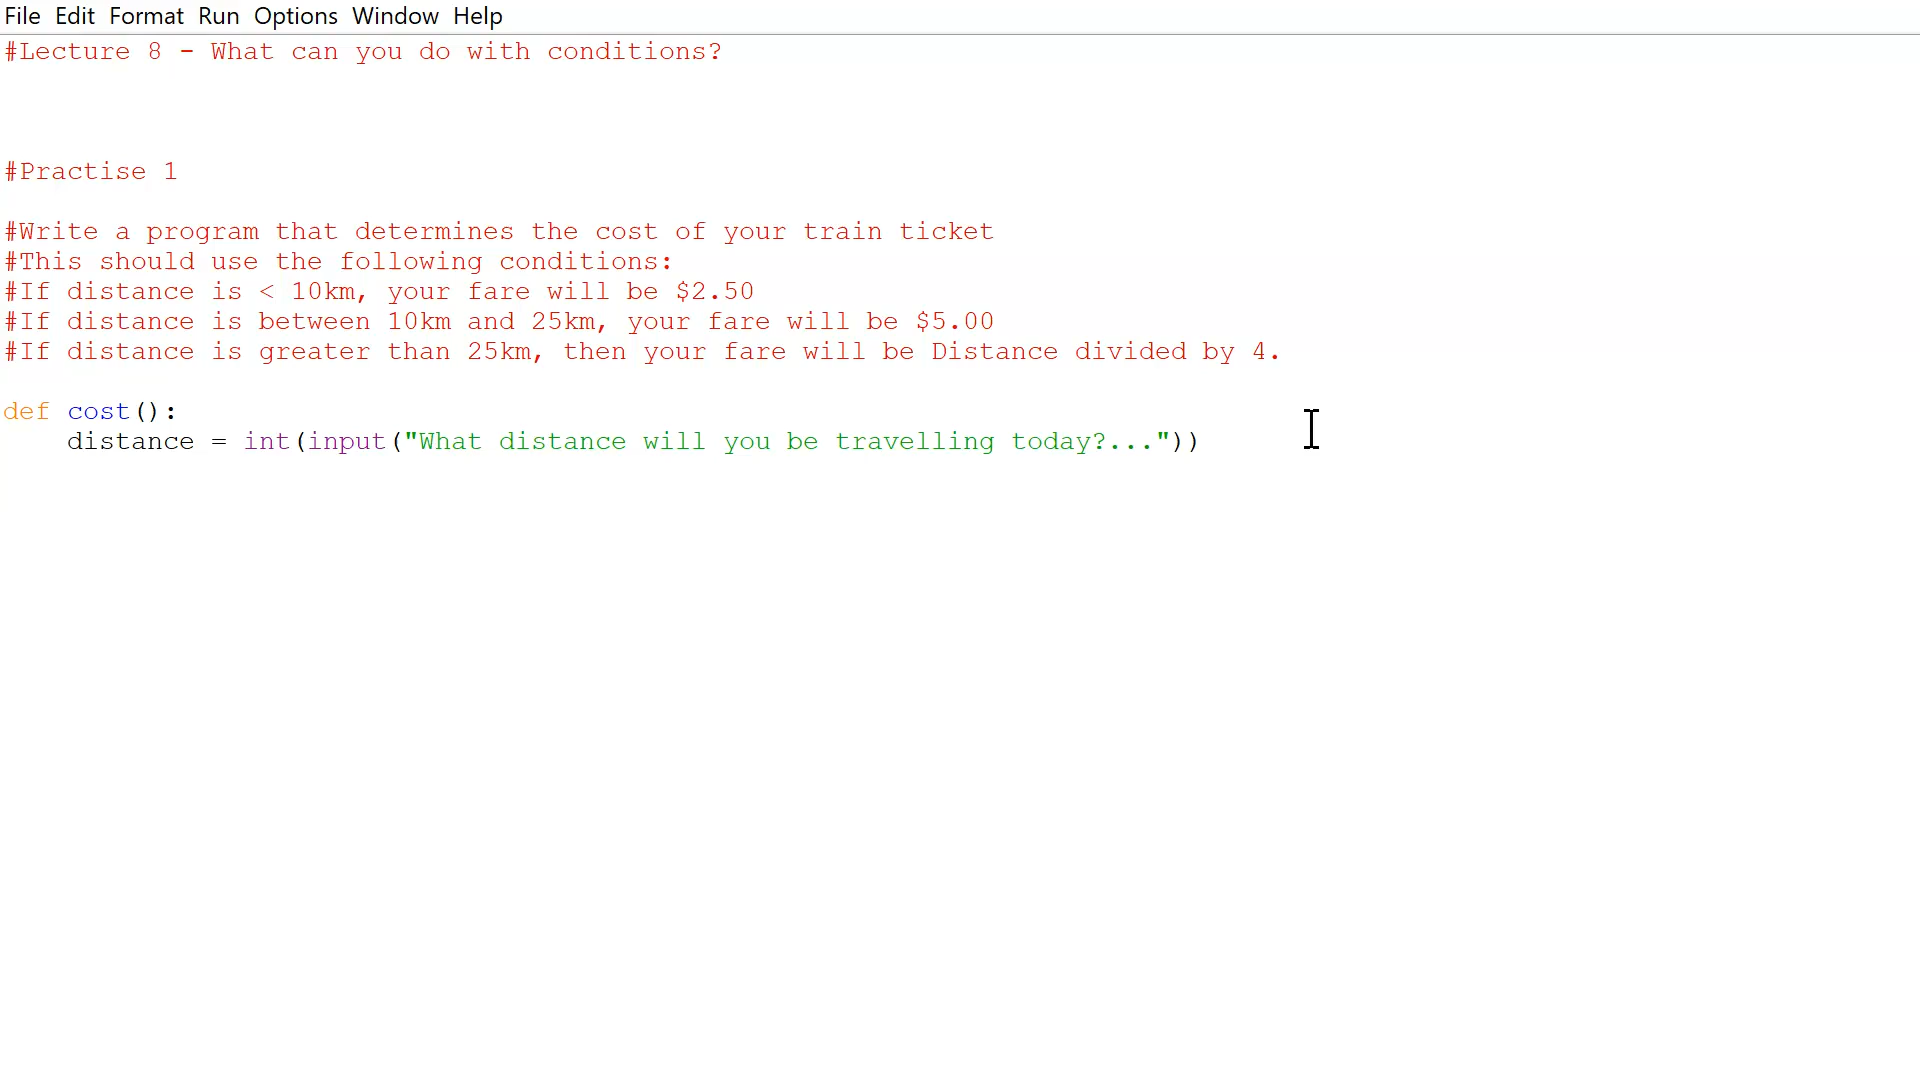 File Edit Format Run Options Window Help
#Lecture 8 - What can you do with conditions?
#Practise 1
#Write a program that determines the cost of your train ticket
#This should use the following conditions:
#If distance is < 10km, your fare will be $2.50
#If distance is between 10km and 25km, your fare will be $5.00
#If distance is greater than 25km, then your fare will be Distance divided by 4.
def cost():
    distance = int(input("What distance will you be travelling today?..."))